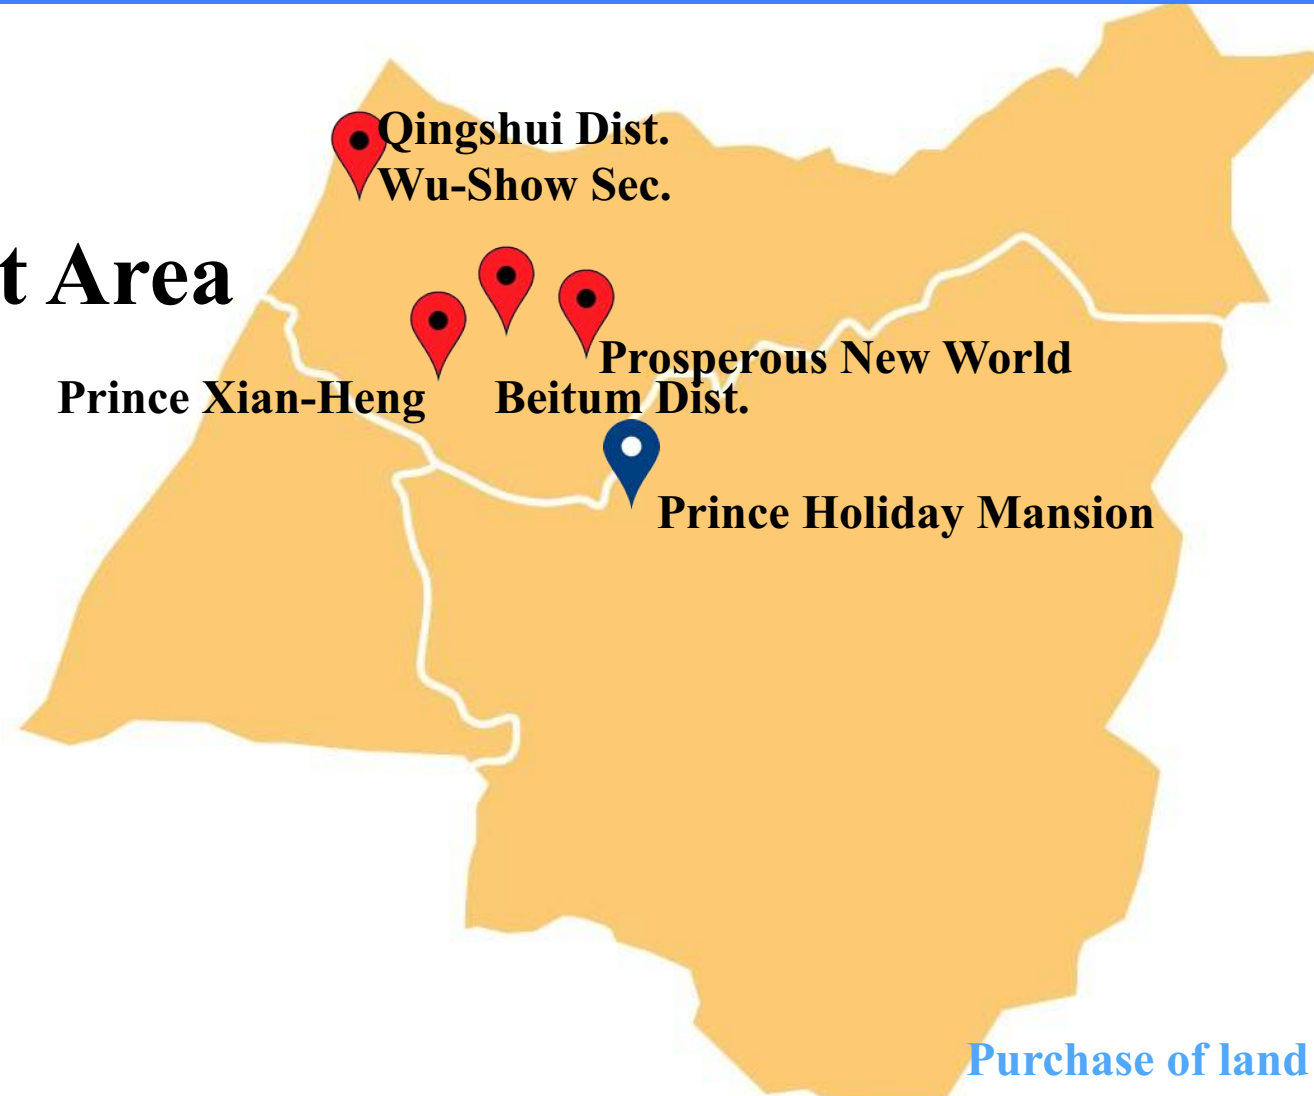 Qingshui Dist.
Wu-Show Sec.
t Area
Prosperous New World
Prince Xian-Heng
Beitum Dist.
Prince Holiday Mansion
Purchase of land